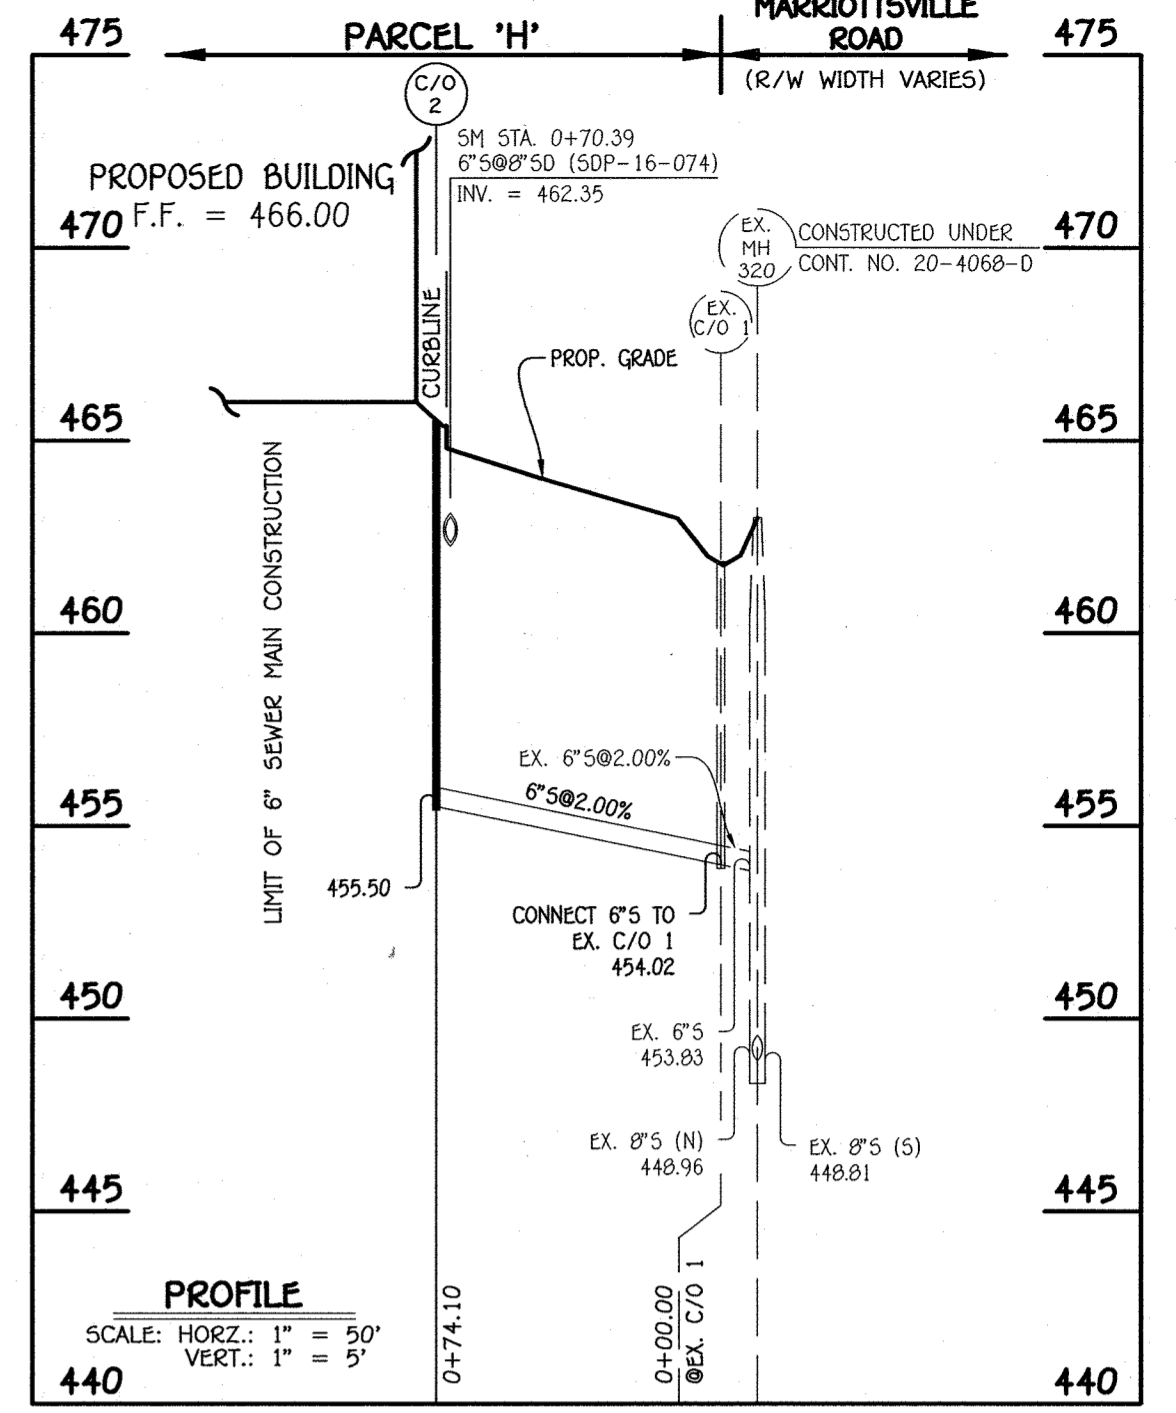 MARRIOTTSVILLE
ROAD
(R/W WIDTH VARIES)
475
PARCEL 'H'
475
C/O
2
SM STA. 0+70.39
6"S@8"SD (SDP-16-074)
INV. = 462.35
PROPOSED BUILDING
F.F. = 466.00
470
470
EX.
MH
320
CONSTRUCTED UNDER
CONT. NO. 20-4068-D
EX.
C/O 1
CURBLINE
PROP. GRADE
465
465
LIMIT OF 6" SEWER MAIN CONSTRUCTION
460
460
EX. 6"S@2.00%
6"S@2.00%
455
455
455.50
CONNECT 6"S TO
EX. C/O 1
454.02
450
450
EX. 6"S
453.83
EX. 8"S (N)
448.96
EX. 8"S (S)
448.81
445
445
PROFILE
SCALE: HORZ.: 1" = 50'
VERT.: 1" = 5'
0+74.10
0+00.00
@EX. C/O 1
440
440